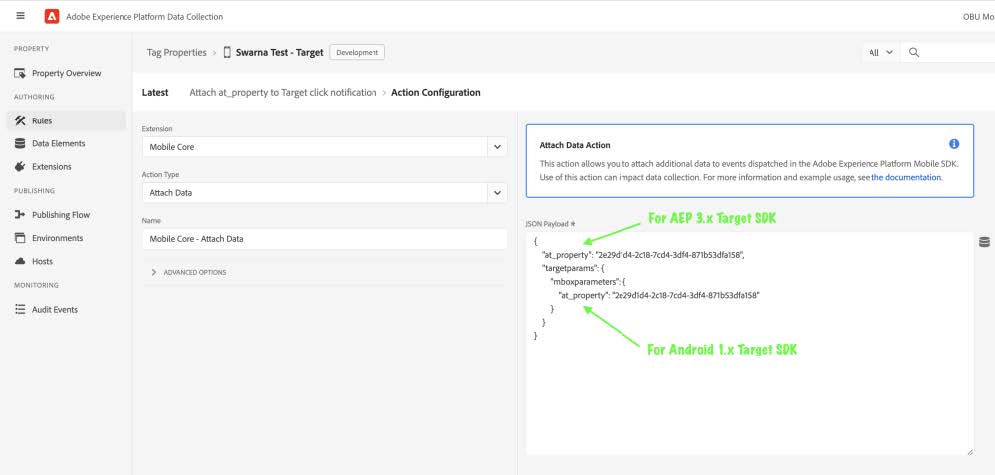 Adobe Experience Platform Data Collection
OBU Mo
PROPERTY
Property Overview
AUTHORING
Rules
Data Elements
Extensions
PUBLISHING
Publishing Flow
Environments
Hosts
MONITORING
Audit Events
Tag Properties > Swarna Test - Target Development
All
Latest Attach at_property to Target click notification > Action Configuration
Extension
Mobile Core
Action Type
Attach Data
Name
Mobile Core - Attach Data
> ADVANCED OPTIONS
Attach Data Action
This action allows you to attach additional data to events dispatched in the Adobe Experience Platform Mobile SDK.
Use of this action can impact data collection. For more information and example usage, see the documentation.
JSON Payload *
For AEP 3.x Target SDK
{
"at_property": "2e29d1d4-2c18-7cd4-3df4-871b53dfa158",
"targetparams": {
"mboxparameters": {
"at_property": "2e29d1d4-2c18-7cd4-3df4-871b53dfa158"
}
}
}
For Android 1.x Target SDK